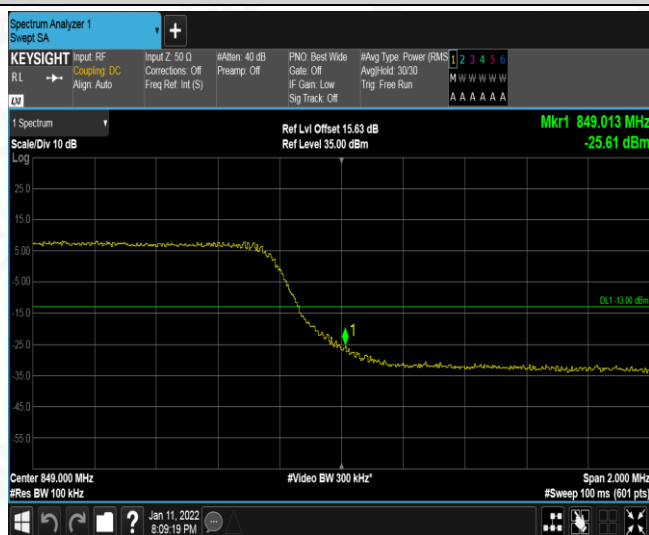 Spectrum Analyzer 1
Swept SA
+
KEYSIGHT
RL
Input: RF
Coupling: DC
Align: Auto
Input Z: 50 Ω
Corrections: Off
Freq Ref: Int (S)
#Atten: 40 dB
Preamp: Off
PNO: Best Wide
Gate: Off
IF Gain: Low
Sig Track: Off
#Avg Type: Power (RMS
Avg|Hold: 30/30
Trig: Free Run
1 2 3 4 5 6
M W W W W W
A A A A A A
LXI
1 Spectrum
Scale/Div 10 dB
Ref Lvl Offset 15.63 dB
Ref Level 35.00 dBm
Mkr1 849.013 MHz
-25.61 dBm
Log
25.0
15.0
5.00
-5.00
DL1 -13.00 dBm
-15.0
1
-25.0
-35.0
-45.0
-55.0
Center 849.000 MHz
#Video BW 300 kHz*
Span 2.000 MHz
#Res BW 100 kHz
#Sweep 100 ms (601 pts)
?
Jan 11, 2022
8:09:19 PM